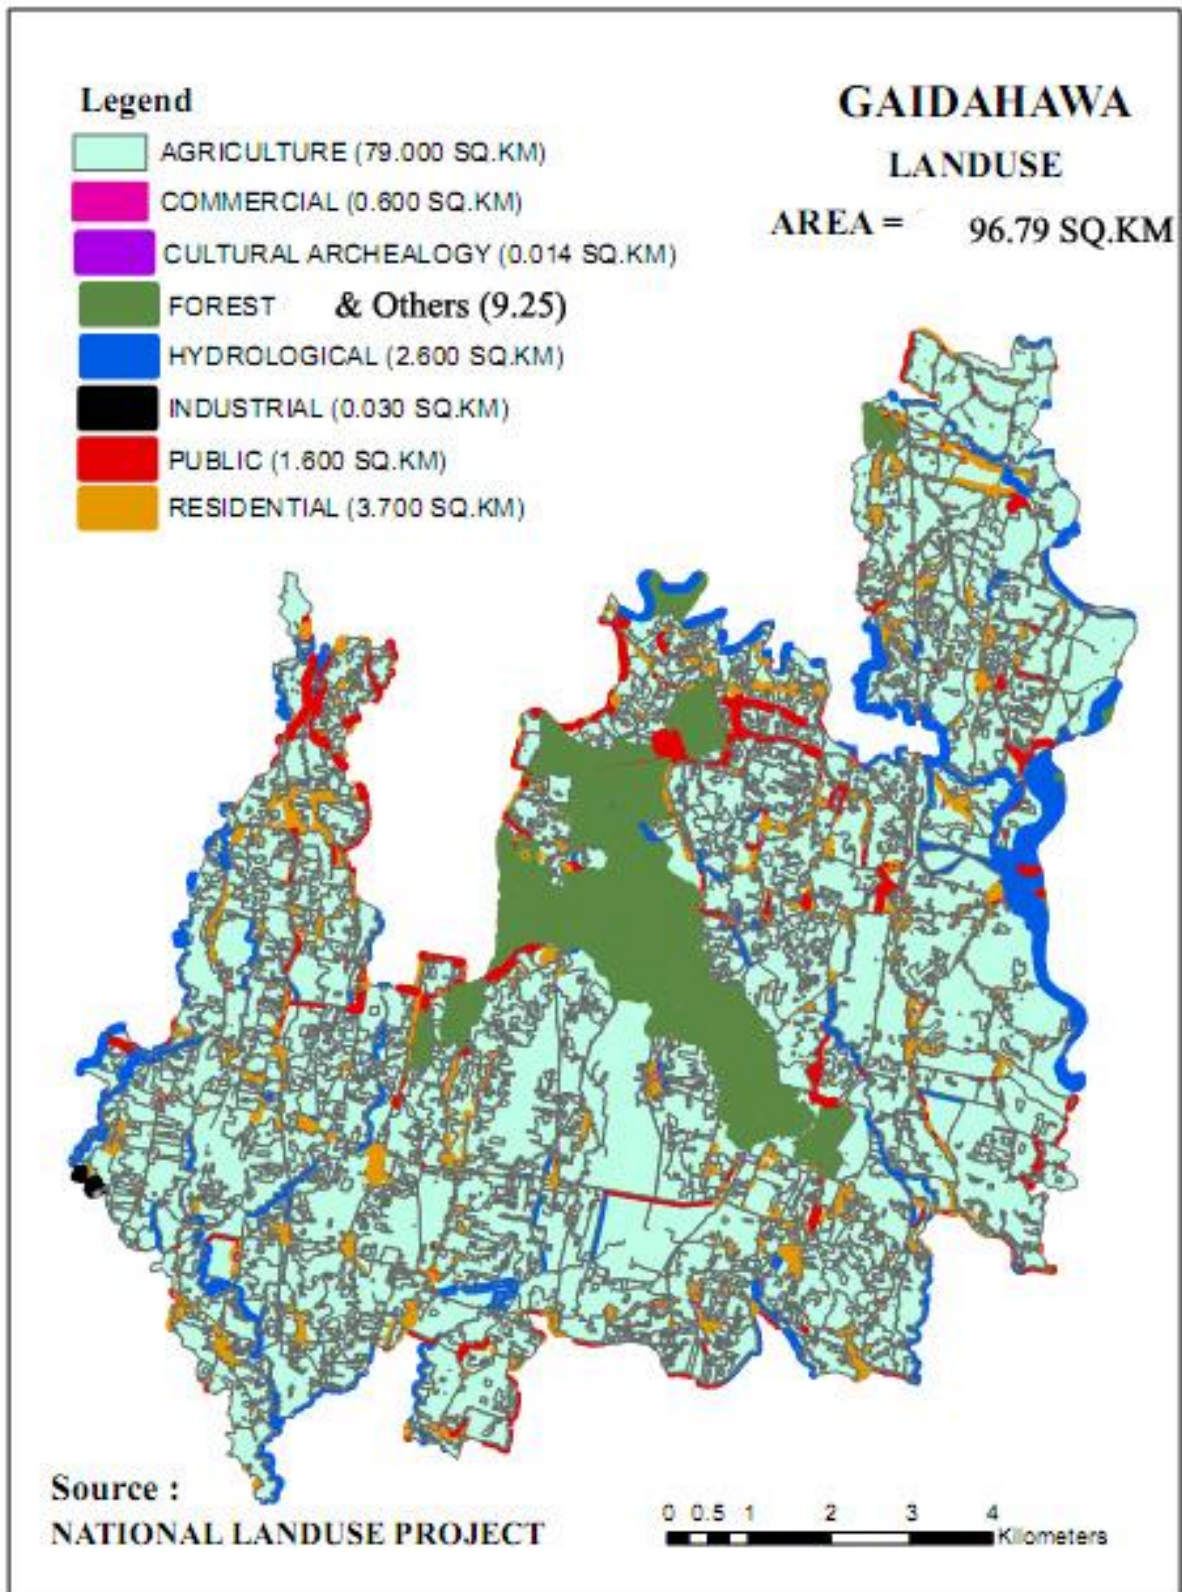 Legend
AGRICULTURE (79.000 SQ.KM)
COMMERCIAL (0.600 SQ.KM)
CULTURAL ARCHEALOGY (0.014 SQ.KM)
FOREST & Others (9.25)
HYDROLOGICAL (2.600 SQ.KM)
INDUSTRIAL (0.030 SQ.KM)
PUBLIC (1.600 SQ.KM)
RESIDENTIAL (3.700 SQ.KM)
GAIDAHAWA
LANDUSE
AREA = 96.79 SQ.KM
Source :
NATIONAL LANDUSE PROJECT
0 0.5 1 2 3 4
Kilometers